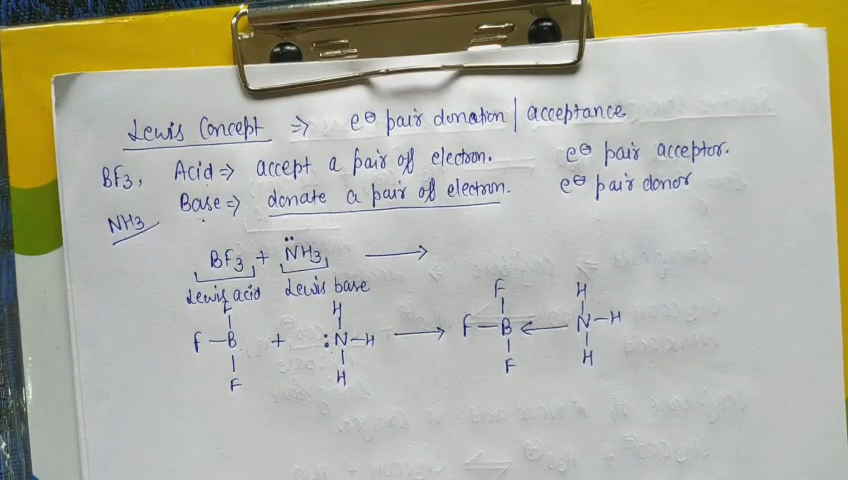 Lewis Concept ⇒ e⊖ pair donation | acceptance
BF3, Acid ⇒ accept a pair of electron. e⊖ pair acceptor.
NH3 Base ⇒ donate a pair of electron. e⊖ pair donor
BF3 + N̈H3 ⟶
Lewis acid Lewis base
F H F H
F—B + :N—H ⟶ F—B ⟵ N—H
F H F H